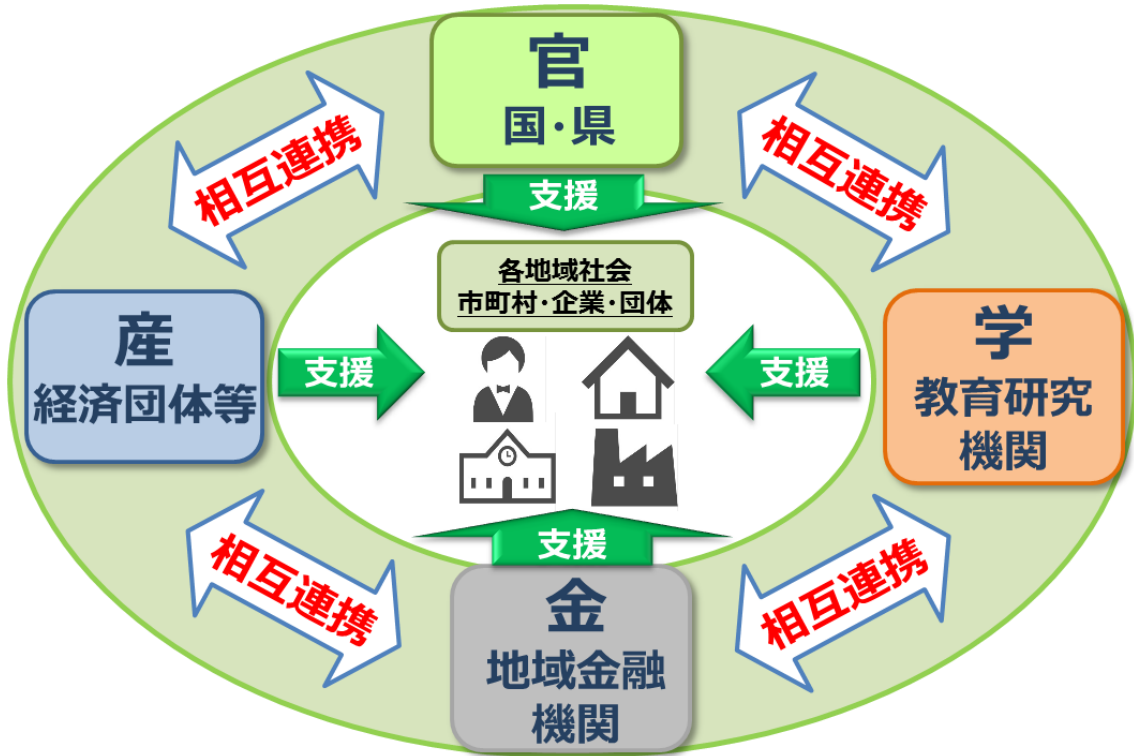 官
国・県
相互連携
相互連携
支援
各地域社会
市町村・企業・団体
産
経済団体等
支援
支援
学
教育研究
機関
支援
相互連携
相互連携
金
地域金融
機関